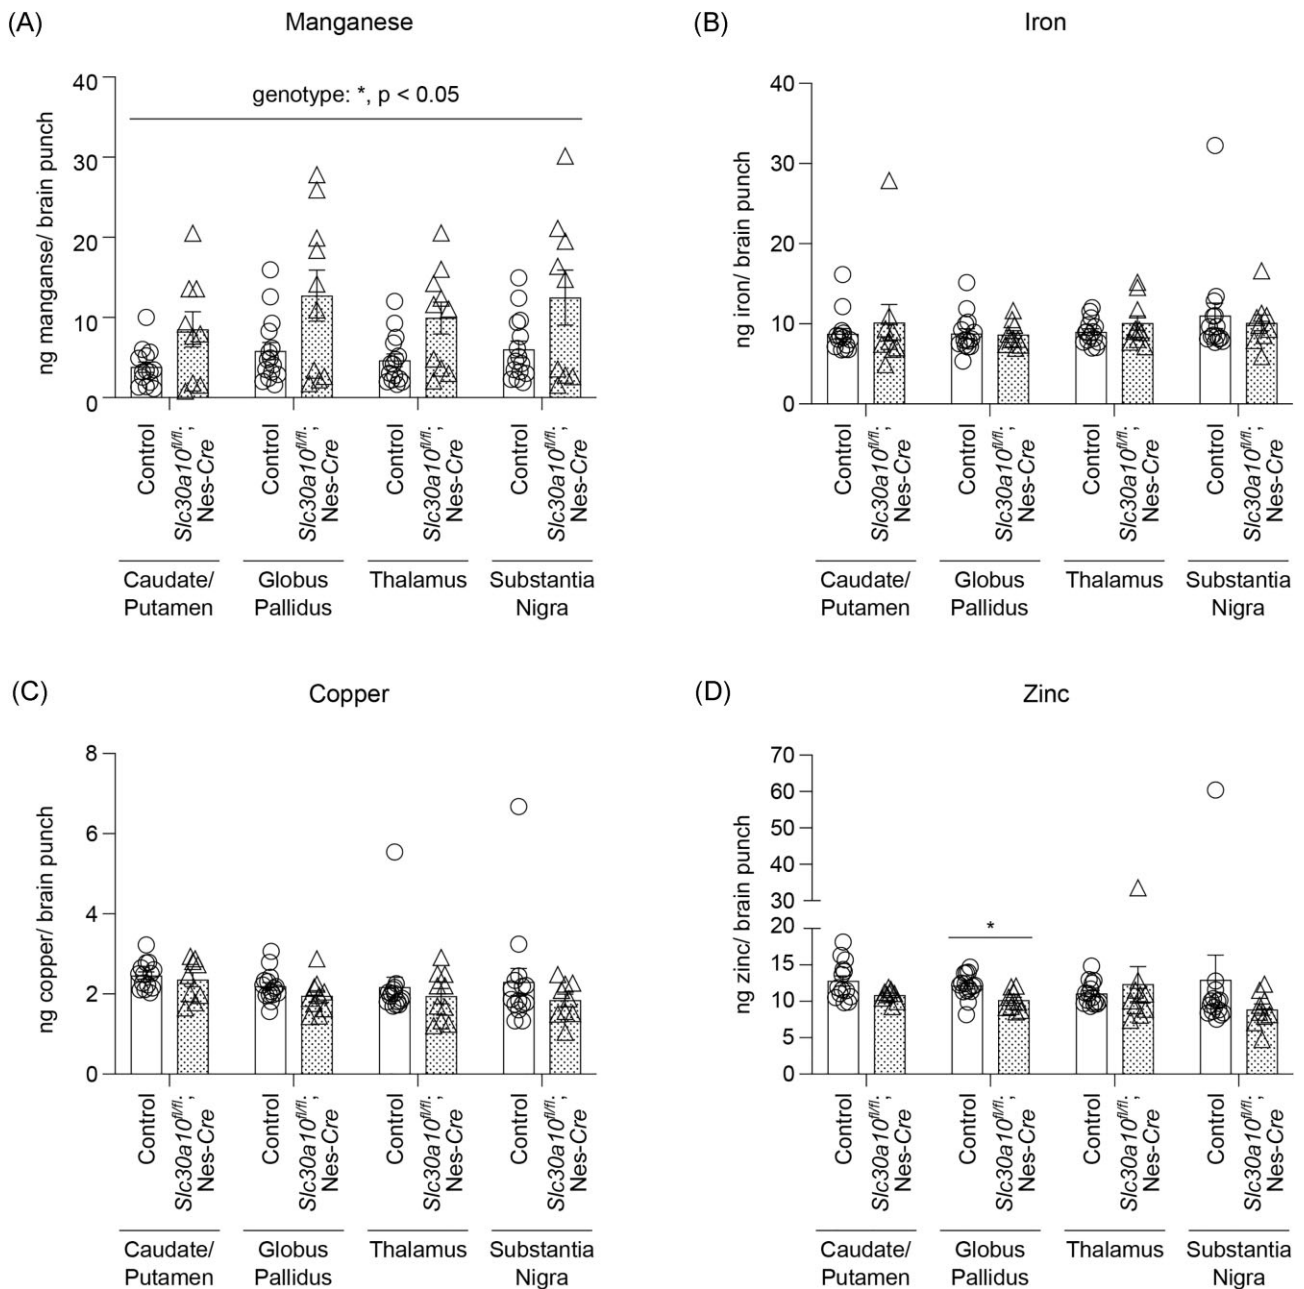 (A)
Manganese
ng manganse/ brain punch
40
30
20
10
0
genotype: *, p < 0.05
Control
Slc30a10fl/fl;
Nes-Cre
Control
Slc30a10fl/fl;
Nes-Cre
Control
Slc30a10fl/fl;
Nes-Cre
Control
Slc30a10fl/fl;
Nes-Cre
Caudate/
Putamen
Globus
Pallidus
Thalamus
Substantia
Nigra
(B)
Iron
ng iron/ brain punch
40
30
20
10
0
Control
Slc30a10fl/fl;
Nes-Cre
Control
Slc30a10fl/fl;
Nes-Cre
Control
Slc30a10fl/fl;
Nes-Cre
Control
Slc30a10fl/fl;
Nes-Cre
Caudate/
Putamen
Globus
Pallidus
Thalamus
Substantia
Nigra
(C)
Copper
ng copper/ brain punch
8
6
4
2
0
Control
Slc30a10fl/fl;
Nes-Cre
Control
Slc30a10fl/fl;
Nes-Cre
Control
Slc30a10fl/fl;
Nes-Cre
Control
Slc30a10fl/fl;
Nes-Cre
Caudate/
Putamen
Globus
Pallidus
Thalamus
Substantia
Nigra
(D)
Zinc
ng zinc/ brain punch
70
60
50
40
30
20
15
10
5
0
*
Control
Slc30a10fl/fl;
Nes-Cre
Control
Slc30a10fl/fl;
Nes-Cre
Control
Slc30a10fl/fl;
Nes-Cre
Control
Slc30a10fl/fl;
Nes-Cre
Caudate/
Putamen
Globus
Pallidus
Thalamus
Substantia
Nigra